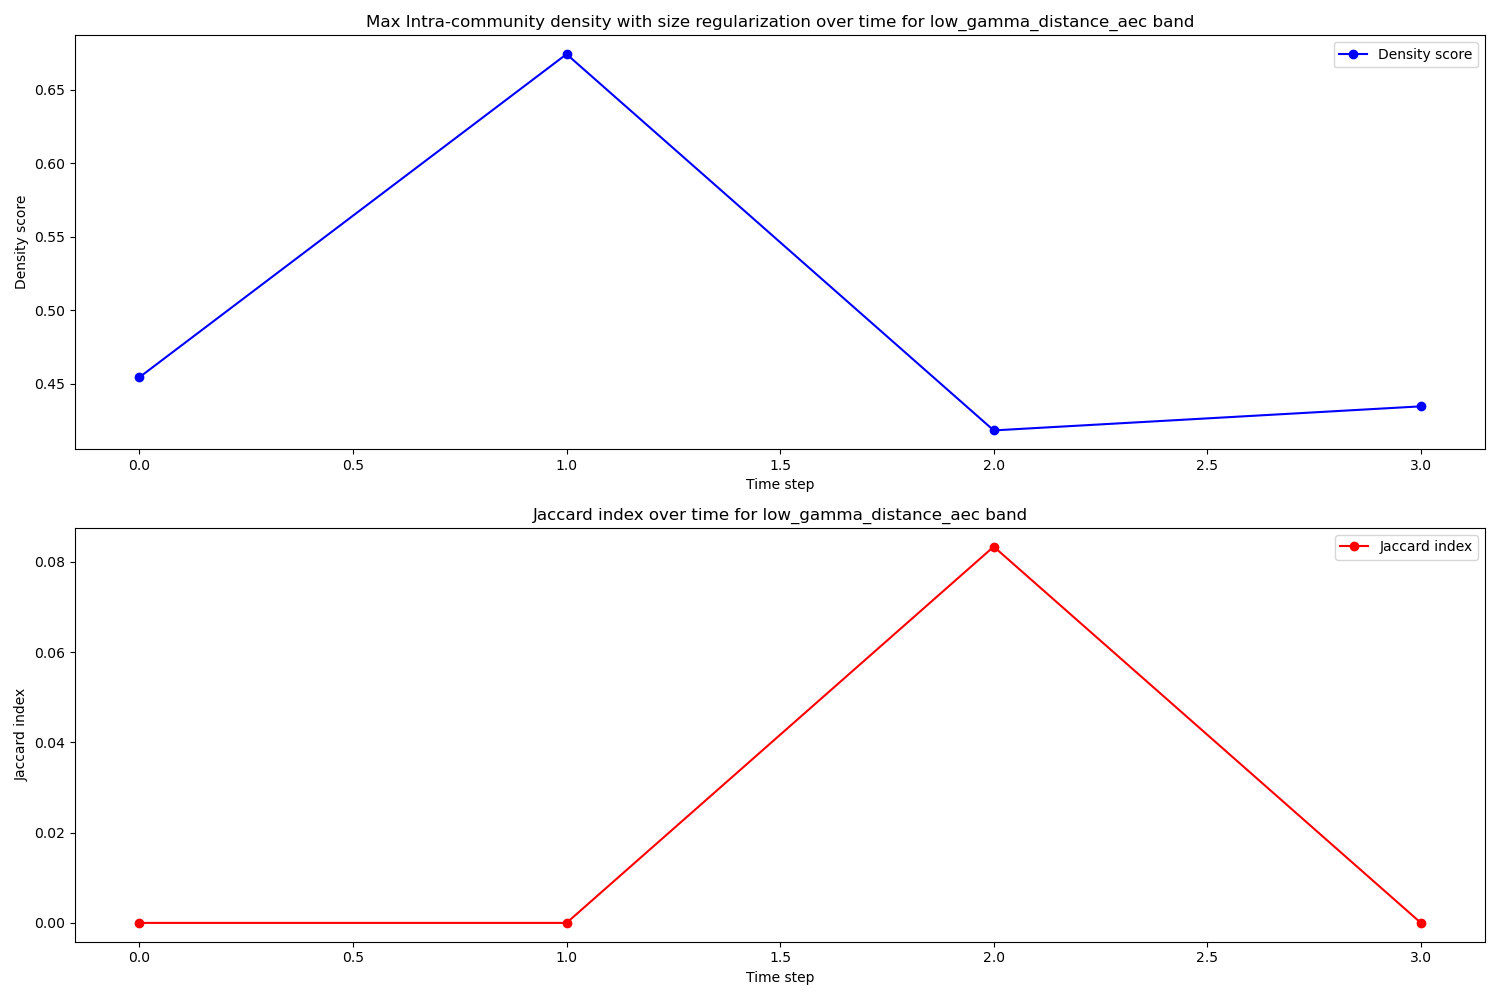 Max Intra-community density with size regularization over time for low_gamma_distance_aec band
Density score
0.65
0.60
0.55
0.50
0.45
Density score
0.0 0.5 1.0 1.5 2.0 2.5 3.0
Time step
Jaccard index over time for low_gamma_distance_aec band
Jaccard index
0.08
0.06
0.04
0.02
0.00
Jaccard index
0.0 0.5 1.0 1.5 2.0 2.5 3.0
Time step